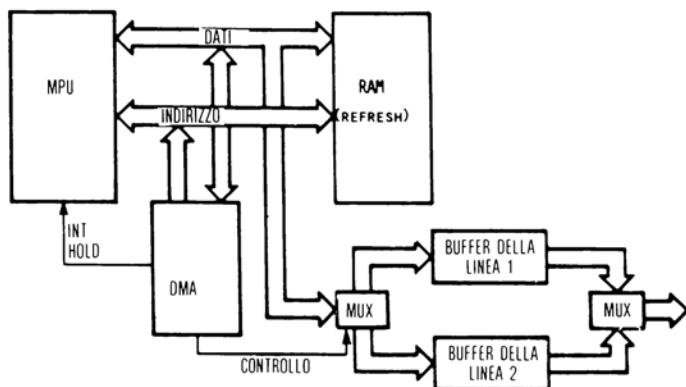 DATI
MPU
RAM
(REFRESH)
INDIRIZZO
INT
HOLD
DMA
BUFFER DELLA
LINEA 1
MUX
MUX
CONTROLLO
BUFFER DELLA
LINEA 2